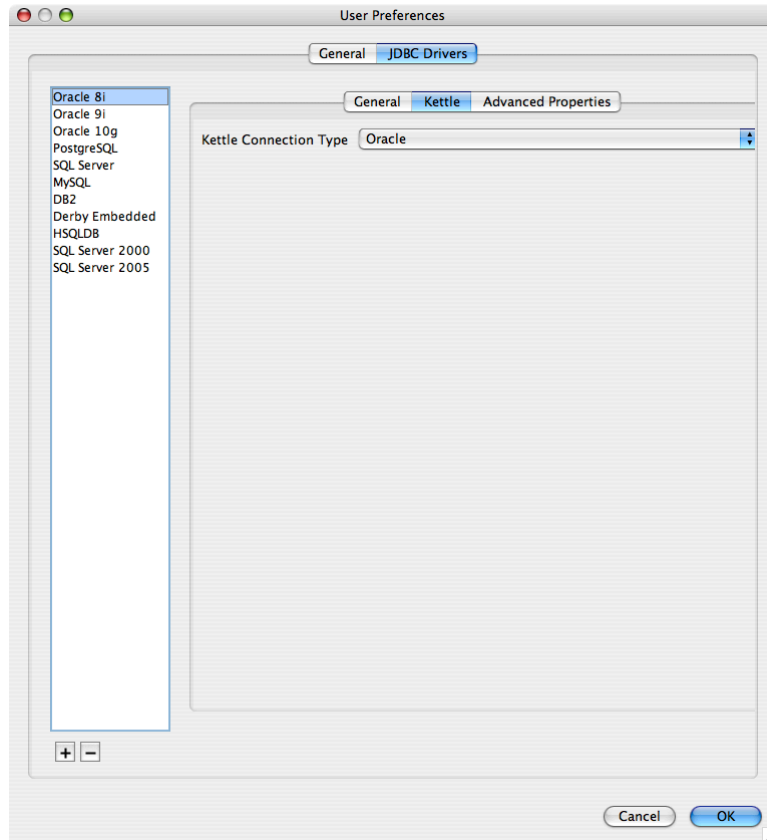 User Preferences
General JDBC Drivers
Oracle 8i
Oracle 9i
Oracle 10g
PostgreSQL
SQL Server
MySQL
DB2
Derby Embedded
HSQLDB
SQL Server 2000
SQL Server 2005
General Kettle Advanced Properties
Kettle Connection Type Oracle
+ −
Cancel OK